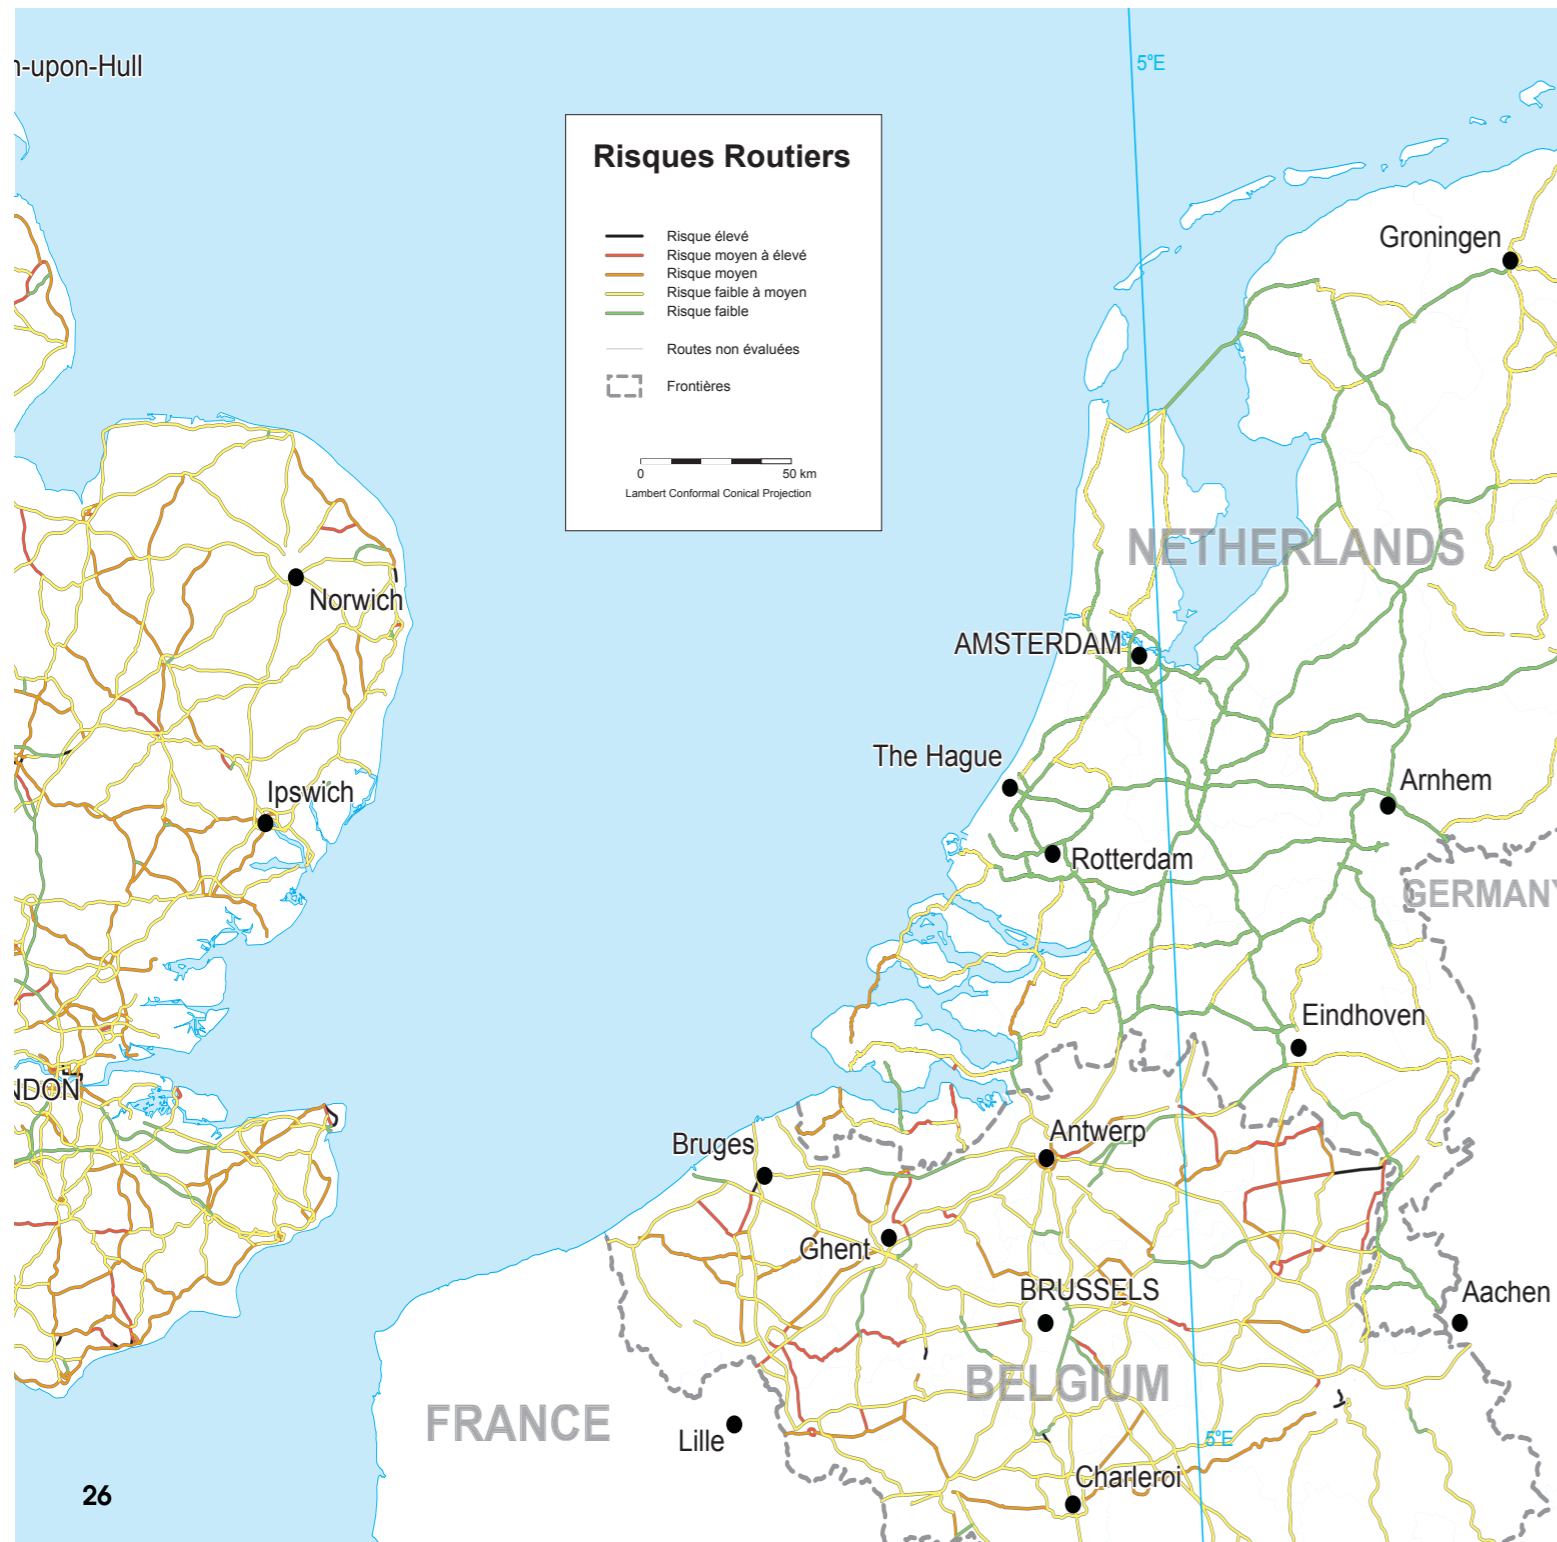 n-upon-Hull
5°E
Risques Routiers
Risque élevé
Risque moyen à élevé
Risque moyen
Risque faible à moyen
Risque faible
Routes non évaluées
Frontières
0 50 km
Lambert Conformal Conical Projection
Groningen
NETHERLANDS
Norwich
AMSTERDAM
The Hague
Arnhem
Ipswich
Rotterdam
GERMANY
Eindhoven
NDON
Antwerp
Bruges
Ghent
BRUSSELS
Aachen
BELGIUM
FRANCE
Lille
5°E
Charleroi
26